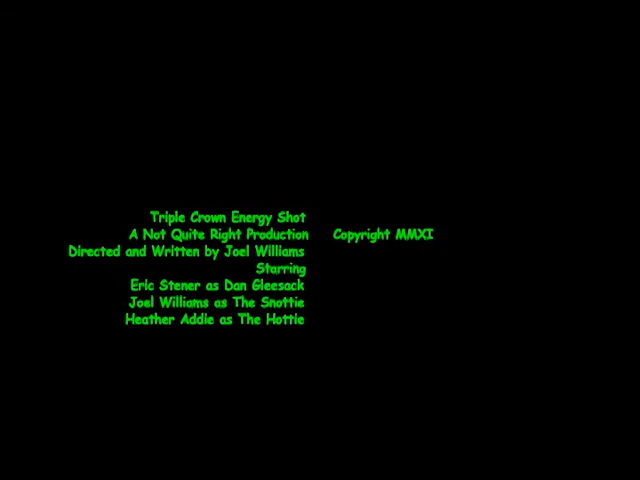 Triple Crown Energy Shot
A Not Quite Right Production Copyright MMXI
Directed and Written by Joel Williams
Starring
Eric Stener as Dan Gleesack
Joel Williams as The Snottie
Heather Addie as The Hottie